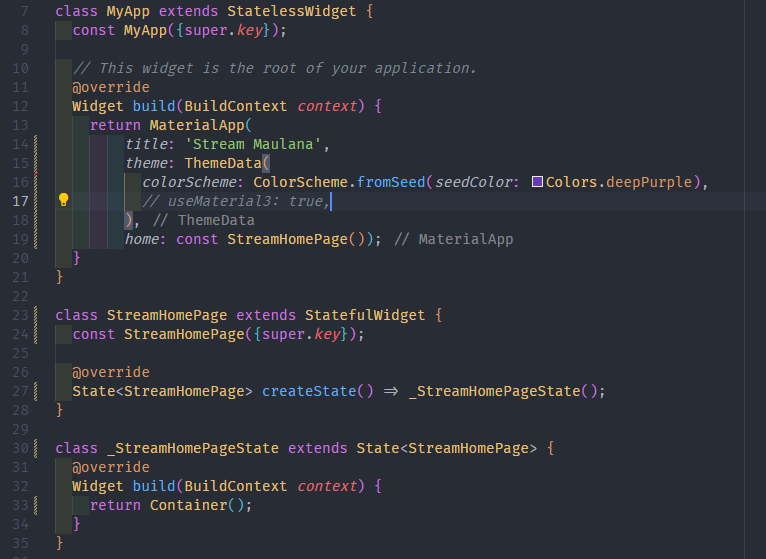 7 class MyApp extends StatelessWidget {
8   const MyApp({super.key});
9
10   // This widget is the root of your application.
11   @override
12   Widget build(BuildContext context) {
13     return MaterialApp(
14         title: 'Stream Maulana',
15         theme: ThemeData(
16           colorScheme: ColorScheme.fromSeed(seedColor: Colors.deepPurple),
17           // useMaterial3: true,
18         ), // ThemeData
19         home: const StreamHomePage()); // MaterialApp
20   }
21 }
22
23 class StreamHomePage extends StatefulWidget {
24   const StreamHomePage({super.key});
25
26   @override
27   State<StreamHomePage> createState() => _StreamHomePageState();
28 }
29
30 class _StreamHomePageState extends State<StreamHomePage> {
31   @override
32   Widget build(BuildContext context) {
33     return Container();
34   }
35 }